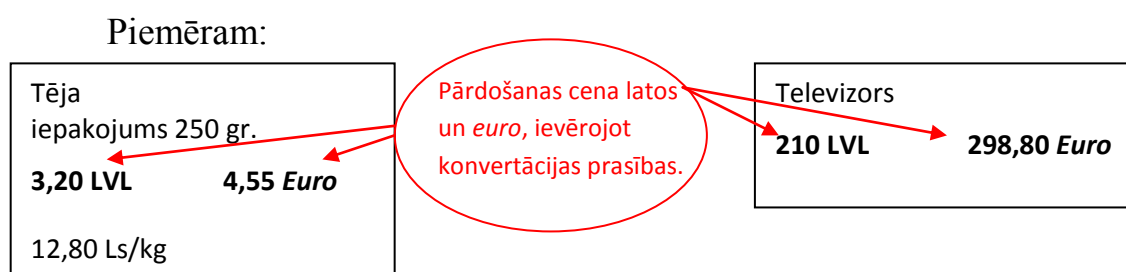 Piemēram:
Tēja
iepakojums 250 gr.
3,20 LVL 4,55 Euro
12,80 Ls/kg
Pārdošanas cena latos
un euro, ievērojot
konvertācijas prasības.
Televizors
210 LVL 298,80 Euro